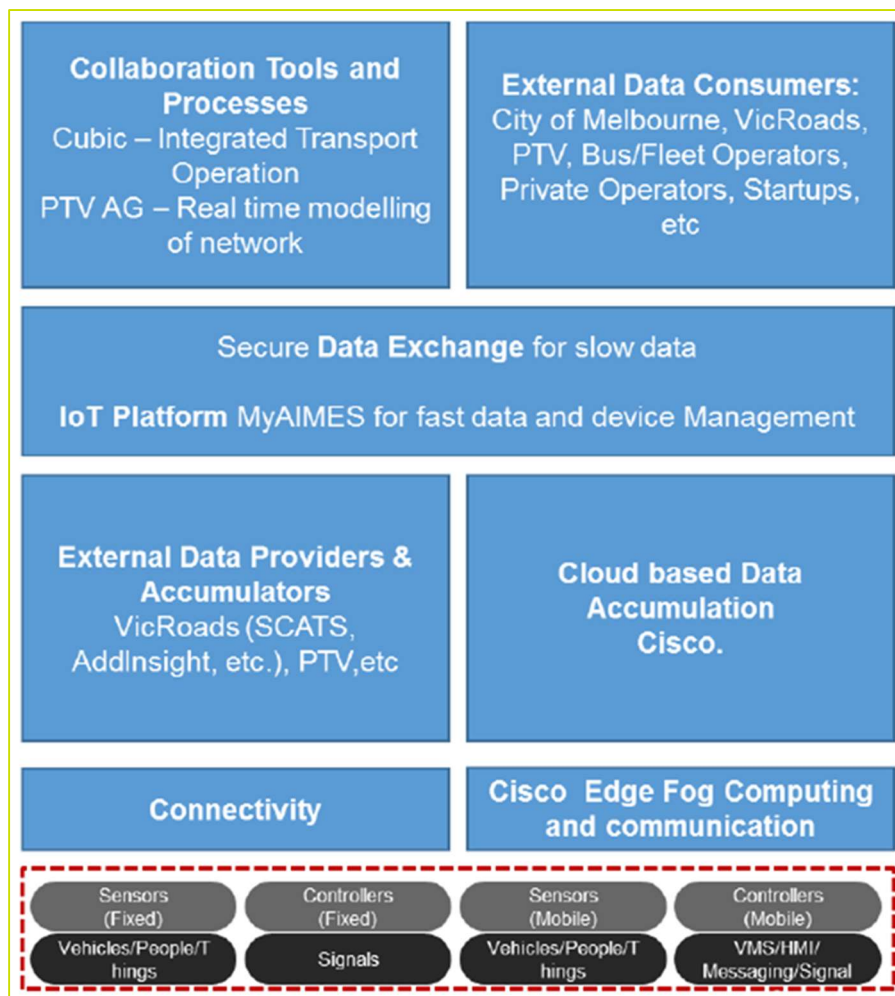 Collaboration Tools and
Processes
Cubic – Integrated Transport
Operation
PTV AG – Real time modelling
of network
External Data Consumers:
City of Melbourne, VicRoads,
PTV, Bus/Fleet Operators,
Private Operators, Startups,
etc
Secure Data Exchange for slow data
IoT Platform MyAIMES for fast data and device Management
External Data Providers &
Accumulators
VicRoads (SCATS,
AddInsight, etc.), PTV,etc
Cloud based Data
Accumulation
Cisco.
Connectivity
Cisco Edge Fog Computing
and communication
Sensors
(Fixed)
Vehicles/People/T
hings
Controllers
(Fixed)
Signals
Sensors
(Mobile)
Vehicles/People/T
hings
Controllers
(Mobile)
VMS/HMI/
Messaging/Signal